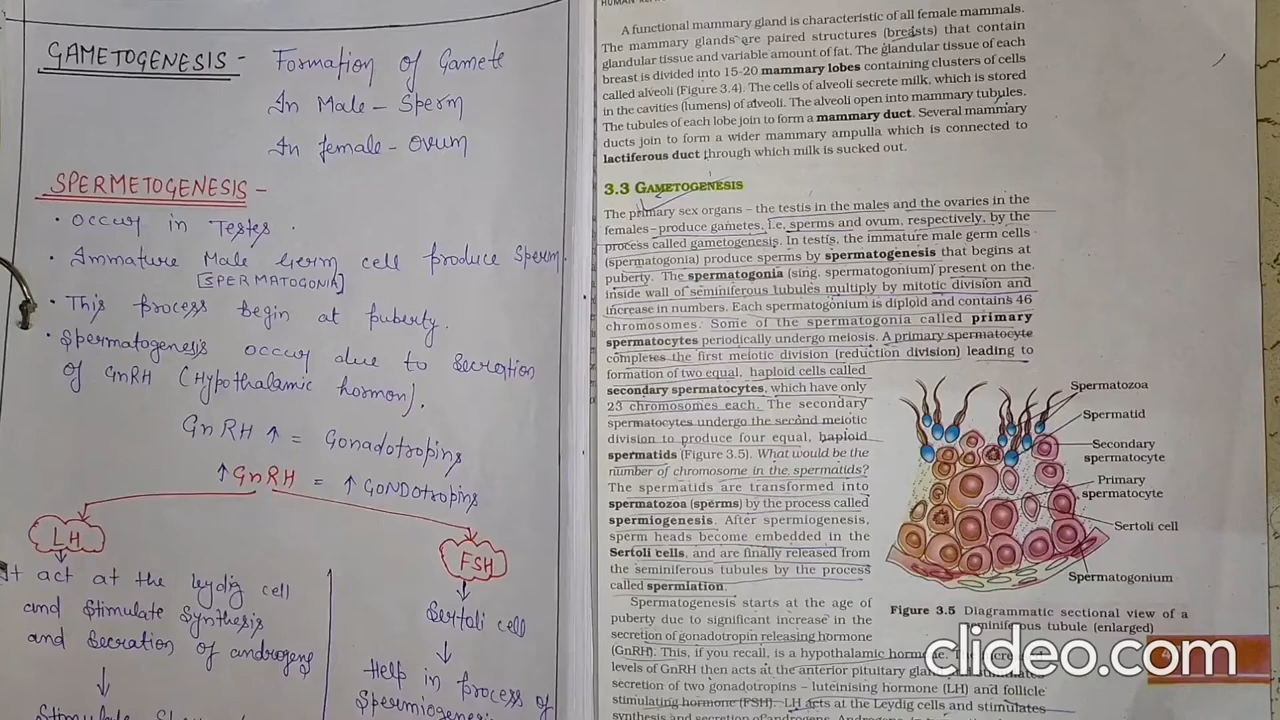 GAMETOGENESIS - Formation of Gamete
In Male - Sperm
In female - Ovum
SPERMETOGENESIS -
• Occur in Testes.
• Immature Male Germ cell produce Sperm.
[SPERMATOGONIA]
• This process begin at puberty.
• Spermatogenesis occur due to Secretion
of GnRH (Hypothalamic hormon).
GnRH ↑ = Gonadotropins
↑ GnRH = ↑ GONDotropins
LH
FSH
It act at the leydig cell
and Stimulate Synthesis
and Secration of androgens
↓
Sertoli cell
↓
Help in process of
Spermiogenesis
A functional mammary gland is characteristic of all female mammals.
The mammary glands are paired structures (breasts) that contain
glandular tissue and variable amount of fat. The glandular tissue of each
breast is divided into 15-20 mammary lobes containing clusters of cells
called alveoli (Figure 3.4). The cells of alveoli secrete milk, which is stored
in the cavities (lumens) of alveoli. The alveoli open into mammary tubules.
The tubules of each lobe join to form a mammary duct. Several mammary
ducts join to form a wider mammary ampulla which is connected to
lactiferous duct through which milk is sucked out.
3.3 GAMETOGENESIS
The primary sex organs – the testis in the males and the ovaries in the
females – produce gametes, i.e, sperms and ovum, respectively, by the
process called gametogenesis. In testis, the immature male germ cells
(spermatogonia) produce sperms by spermatogenesis that begins at
puberty. The spermatogonia (sing. spermatogonium) present on the
inside wall of seminiferous tubules multiply by mitotic division and
increase in numbers. Each spermatogonium is diploid and contains 46
chromosomes. Some of the spermatogonia called primary
spermatocytes periodically undergo meiosis. A primary spermatocyte
completes the first meiotic division (reduction division) leading to
formation of two equal, haploid cells called
secondary spermatocytes, which have only
23 chromosomes each. The secondary
spermatocytes undergo the second meiotic
division to produce four equal, haploid
spermatids (Figure 3.5). What would be the
number of chromosome in the spermatids?
The spermatids are transformed into
spermatozoa (sperms) by the process called
spermiogenesis. After spermiogenesis,
sperm heads become embedded in the
Sertoli cells, and are finally released from
the seminiferous tubules by the process
called spermiation.
Spermatogenesis starts at the age of
puberty due to significant increase in the
secretion of gonadotropin releasing hormone
(GnRH). This, if you recall, is a hypothalamic hormone. The increased
levels of GnRH then acts at the anterior pituitary gland
secretion of two gonadotropins – luteinising hormone (LH) and follicle
stimulating hormone (FSH). LH acts at the Leydig cells and stimulates
synthesis and secretion of androgens.
Spermatozoa
Spermatid
Secondary
spermatocyte
Primary
spermatocyte
Sertoli cell
Spermatogonium
Figure 3.5 Diagrammatic sectional view of a
seminiferous tubule (enlarged)
clideo.com